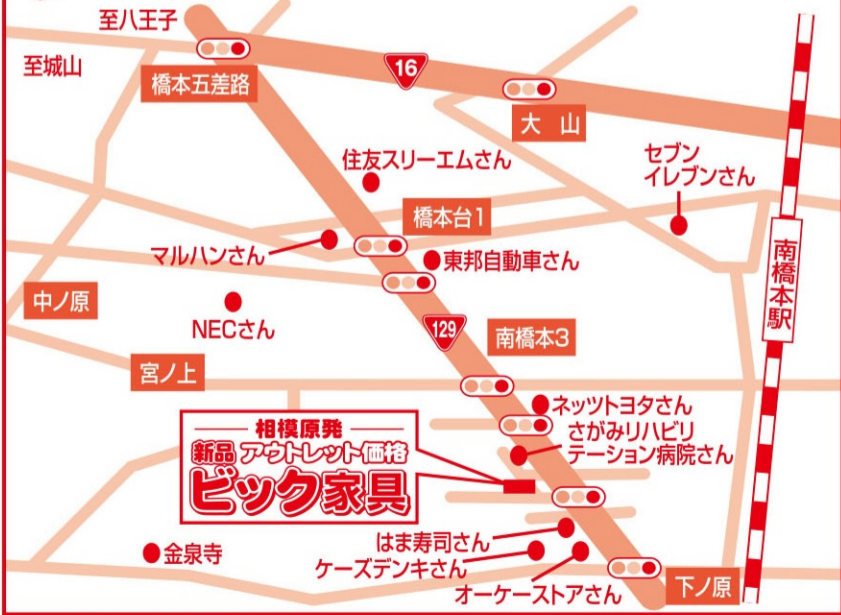 至八王子
至城山
16
橋本五差路
大 山
住友スリーエムさん
セブン
イレブンさん
橋本台1
マルハンさん
東邦自動車さん
南橋本駅
中ノ原
NECさん
129
南橋本3
宮ノ上
ネッツトヨタさん
さがみリハビリ
テーション病院さん
相模原発
新品 アウトレット価格
ビック家具
はま寿司さん
金泉寺
ケーズデンキさん
オーケーストアさん
下ノ原